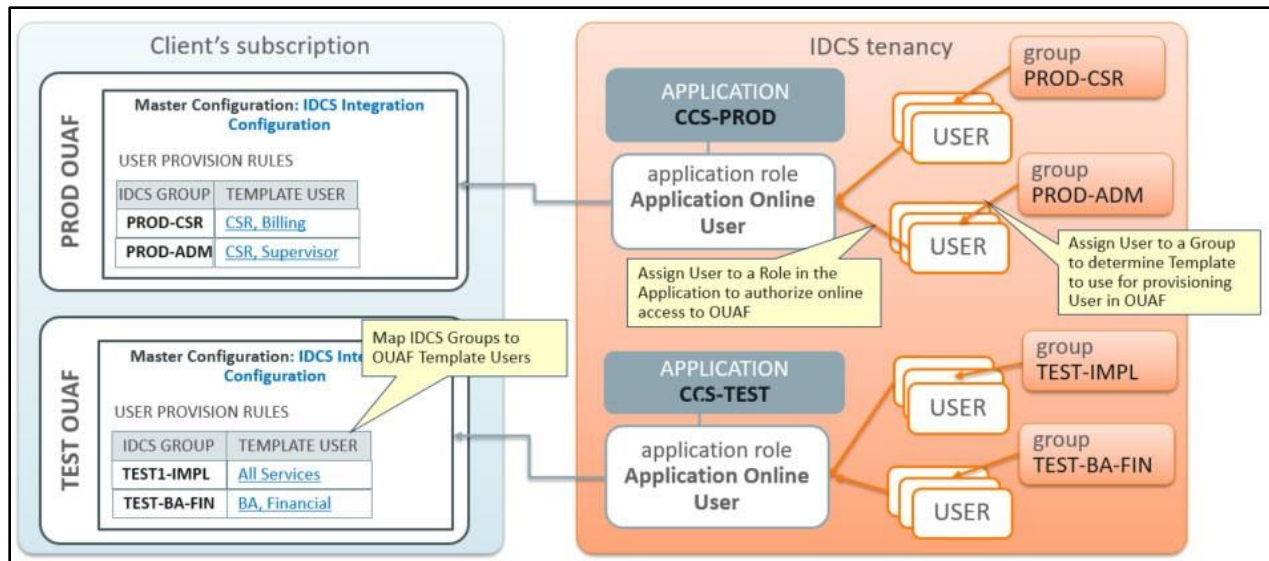 Client's subscription
PROD OUAF
Master Configuration: IDCS Integration
Configuration
USER PROVISION RULES
IDCS GROUP TEMPLATE USER
PROD-CSR CSR, Billing
PROD-ADM CSR, Supervisor
TEST OUAF
Master Configuration: IDCS Inte
Configuration
USER PROVISION RULES
IDCS GROUP TEMPLATE USER
TEST1-IMPL All Services
TEST-BA-FIN BA, Financial
Map IDCS Groups to
OUAF Template Users
IDCS tenancy
APPLICATION
CCS-PROD
application role
Application Online
User
USER
USER
group
PROD-CSR
group
PROD-ADM
Assign User to a Role in the
Application to authorize online
access to OUAF
Assign User to a Group
to determine Template
to use for provisioning
User in OUAF
APPLICATION
CCS-TEST
application role
Application Online
User
USER
USER
group
TEST-IMPL
group
TEST-BA-FIN